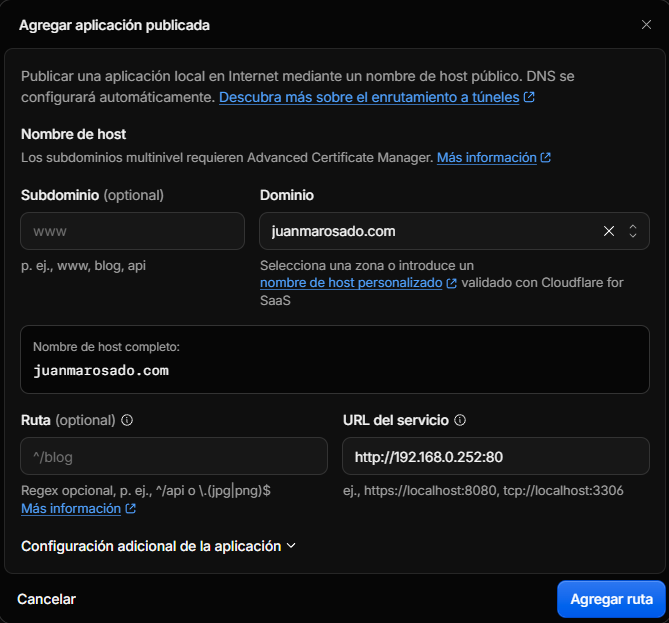 Agregar aplicación publicada
Publicar una aplicación local en Internet mediante un nombre de host público. DNS se
configurará automáticamente. Descubra más sobre el enrutamiento a túneles
Nombre de host
Los subdominios multinivel requieren Advanced Certificate Manager. Más información
Subdominio (optional)
Dominio
www
juanmarosado.com
p. ej., www, blog, api
Selecciona una zona o introduce un
nombre de host personalizado validado con Cloudflare for
SaaS
Nombre de host completo:
juanmarosado.com
Ruta (optional)
URL del servicio
^/blog
http://192.168.0.252:80
Regex opcional, p. ej., ^/api o \.(jpg|png)$
Más información
ej., https://localhost:8080, tcp://localhost:3306
Configuración adicional de la aplicación
Cancelar
Agregar ruta